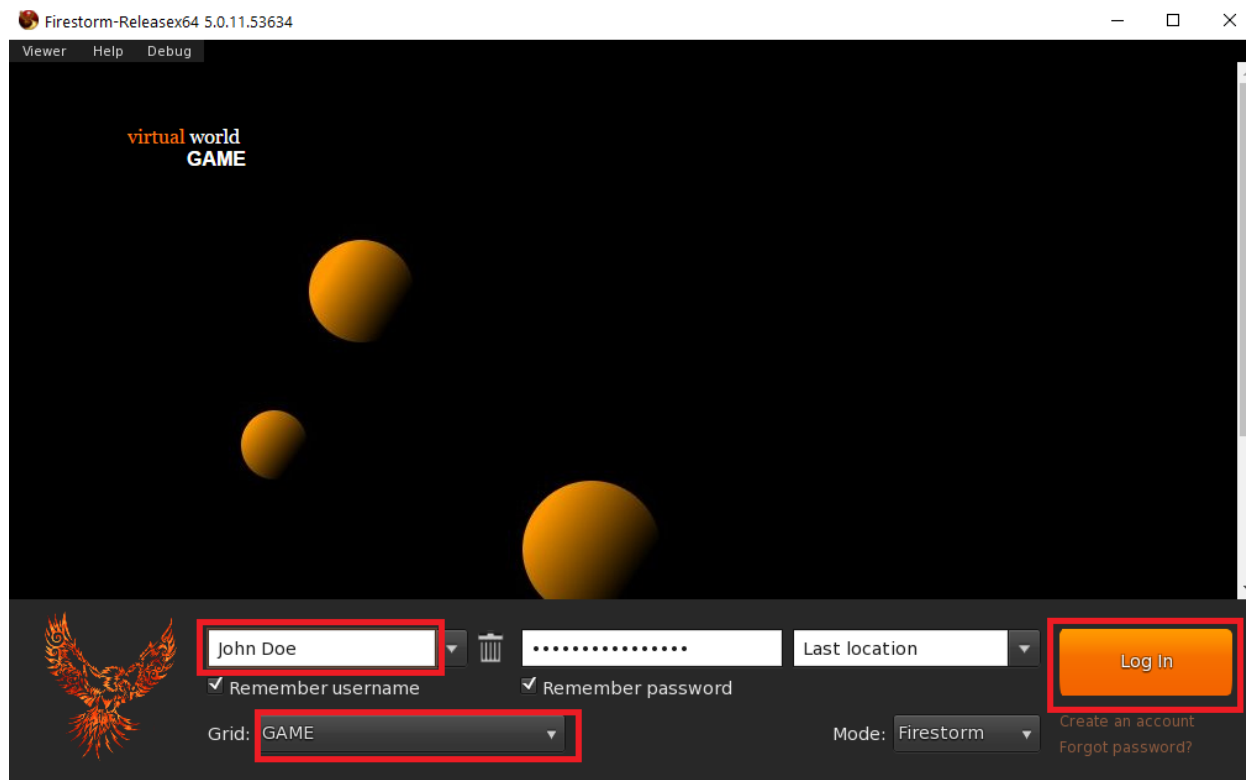 Firestorm-Releasex64 5.0.11.53634
Viewer Help Debug
virtual world
GAME
John Doe
••••••••••••••••
Last location
Log In
Remember username
Remember password
Grid: GAME
Mode: Firestorm
Create an account
Forgot password?